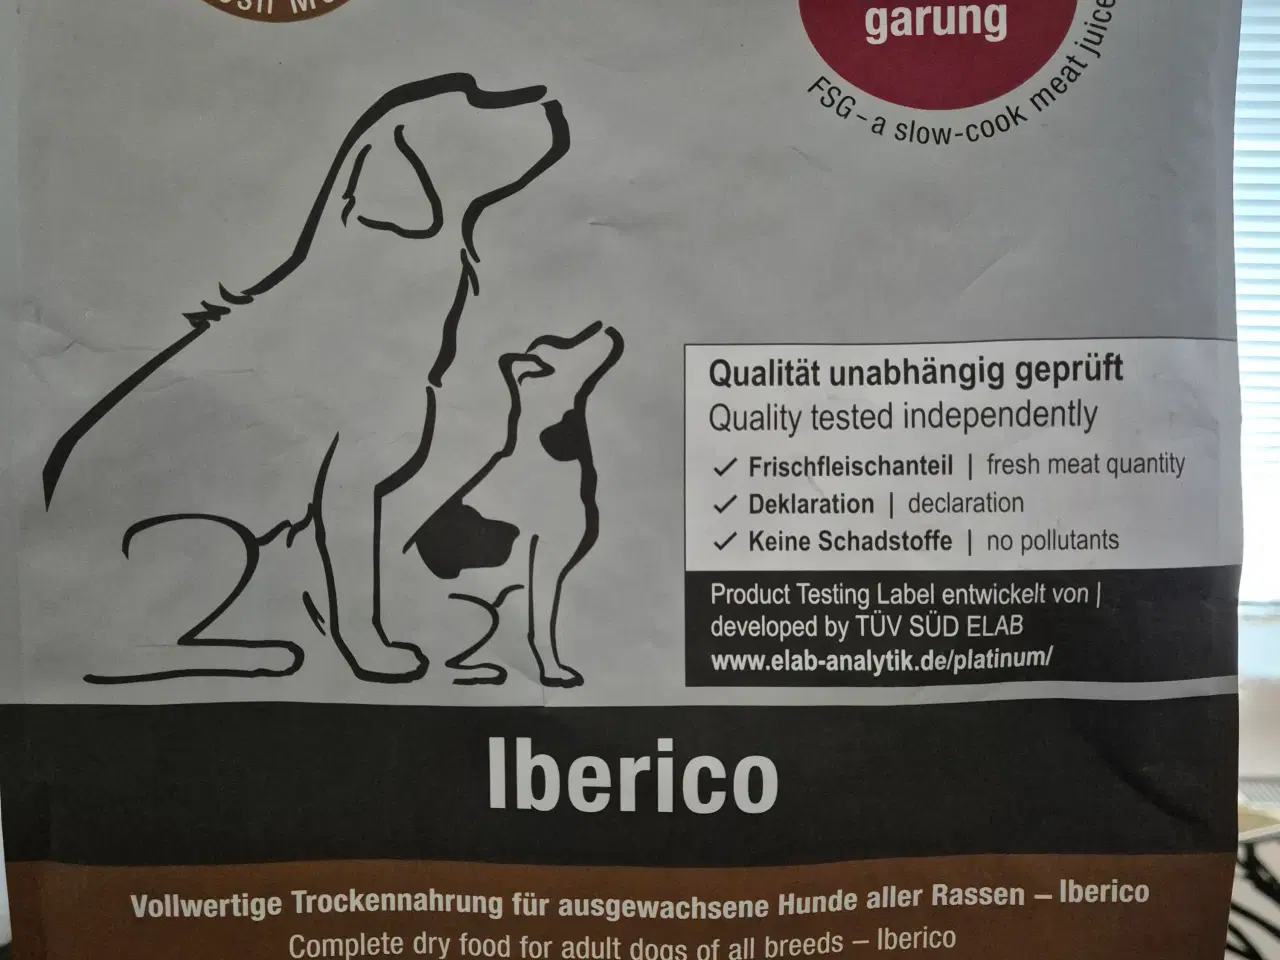 garung
FSG - a slow-cook meat juice
Qualität unabhängig geprüft
Quality tested independently
✓ Frischfleischanteil | fresh meat quantity
✓ Deklaration | declaration
✓ Keine Schadstoffe | no pollutants
Product Testing Label entwickelt von |
developed by TÜV SÜD ELAB
www.elab-analytik.de/platinum/
Iberico
Vollwertige Trockennahrung für ausgewachsene Hunde aller Rassen – Iberico
Complete dry food for adult dogs of all breeds – Iberico